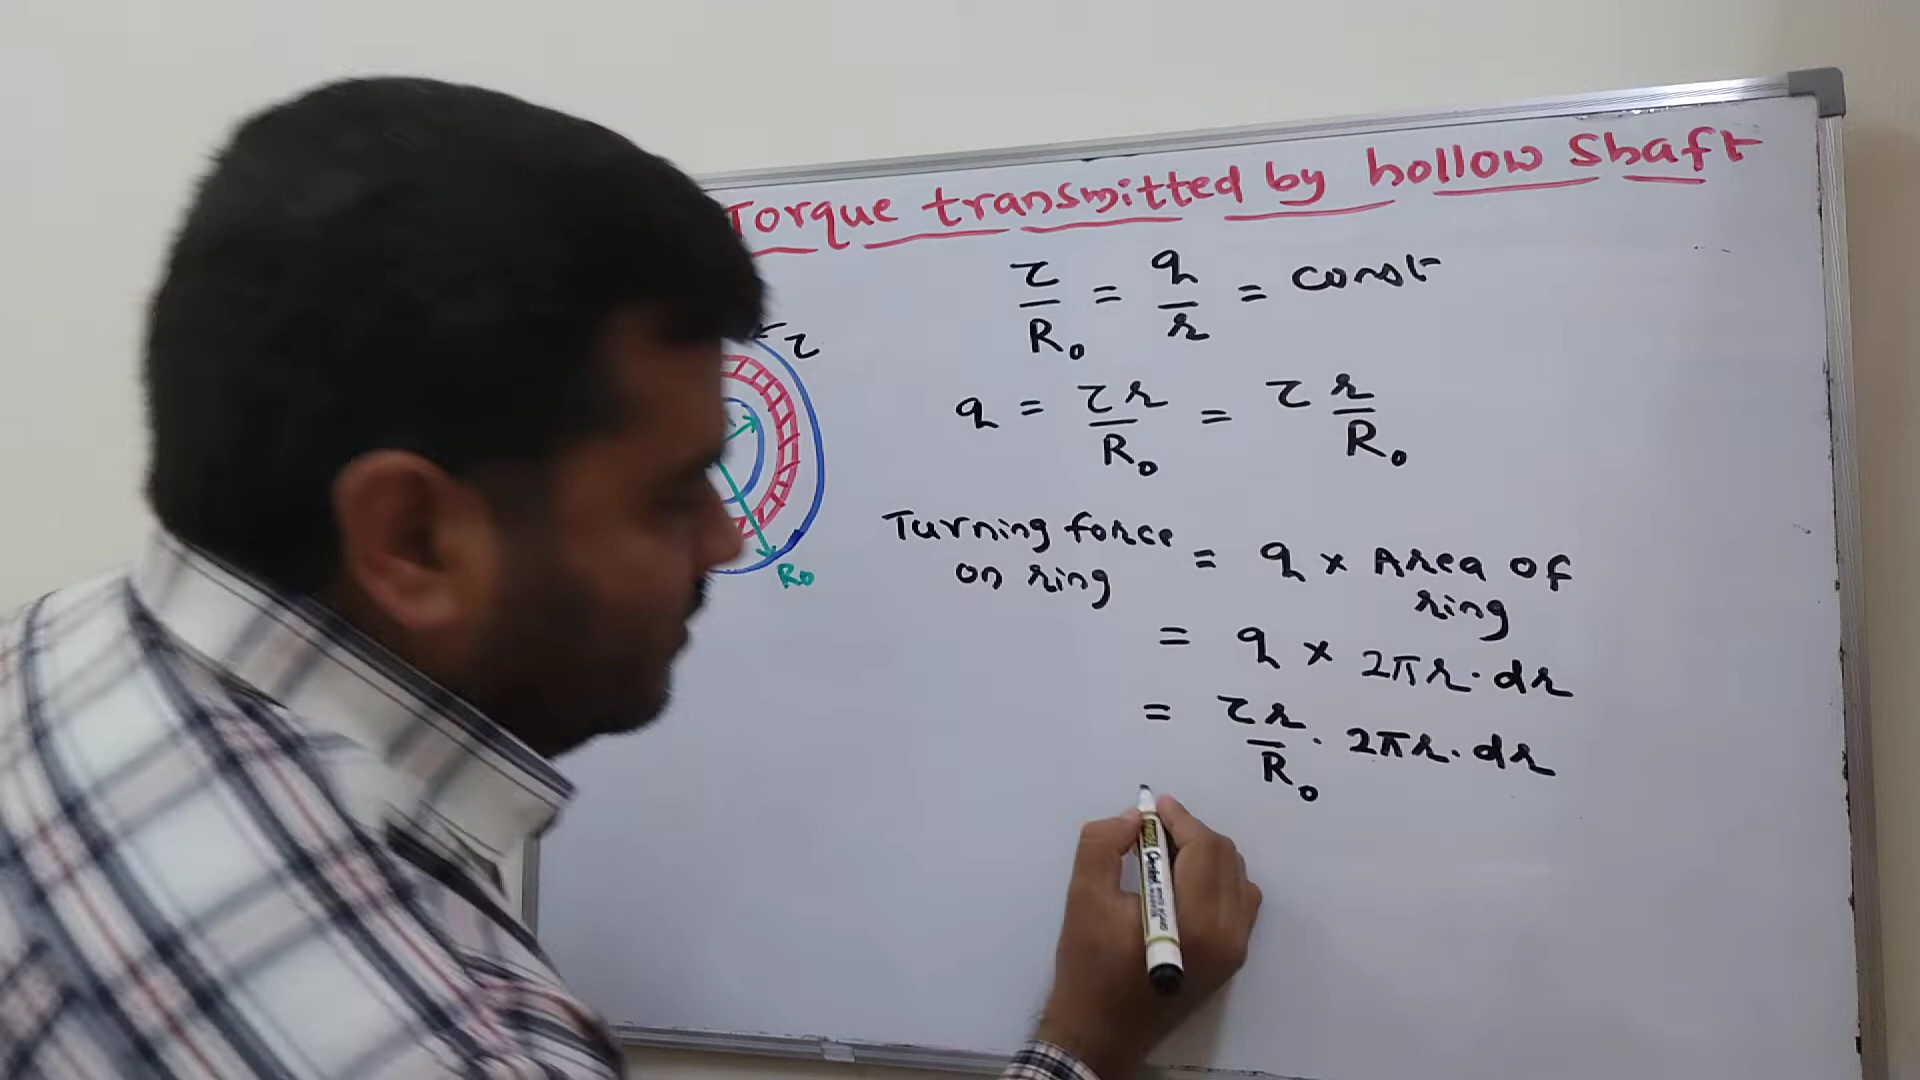 Torque transmitted by hollow shaft
τ/R₀ = q/r = const
τ
q = τr/R₀ = τ r/R₀
R₀
Turning force on ring = q × Area of ring
= q × 2πr·dr
= τr/R₀ · 2πr·dr